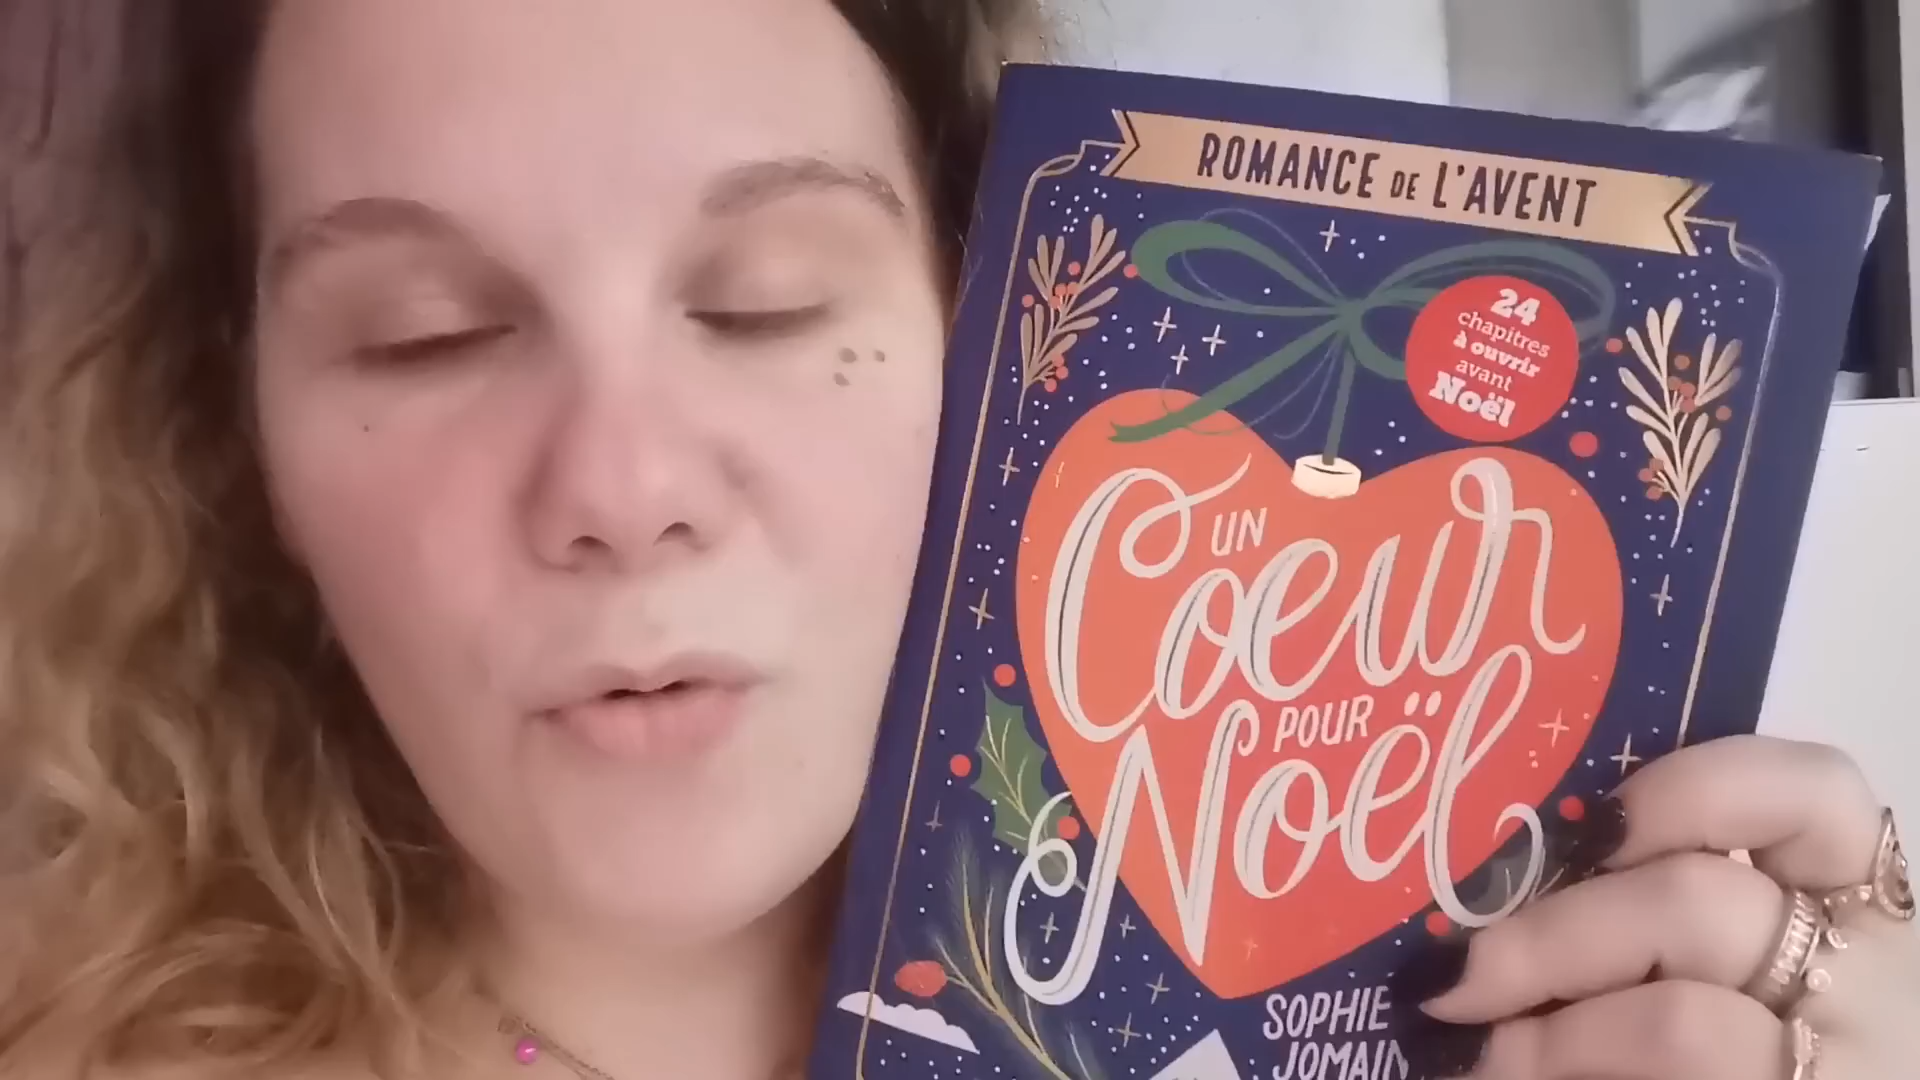 ROMANCE DE L'AVENT
24
chapitres
à ouvrir
avant
Noël
UN
Coeur
POUR
Noël
SOPHIE
JOMAIN